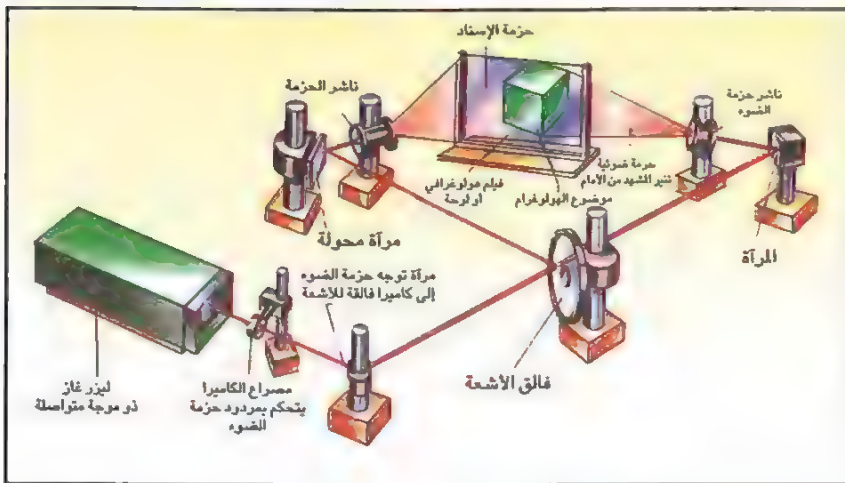 حزمة الإسناد
ناشر الحزمة
ناشر حزمة
الضوء
حزمة ضوئية
تنير المشهد من الأمام
فيلم هولوغرافي
او لوحة
موضوع الهولوغرام
مرآة محولة
المرآة
مرآة توجه حزمة الضوء
إلى كاميرا فالقة للأشعة
فالق الأشعة
ليزر غاز
ذو موجة متواصلة
مصراع الكاميرا
يتحكم بمردود حزمة
الضوء